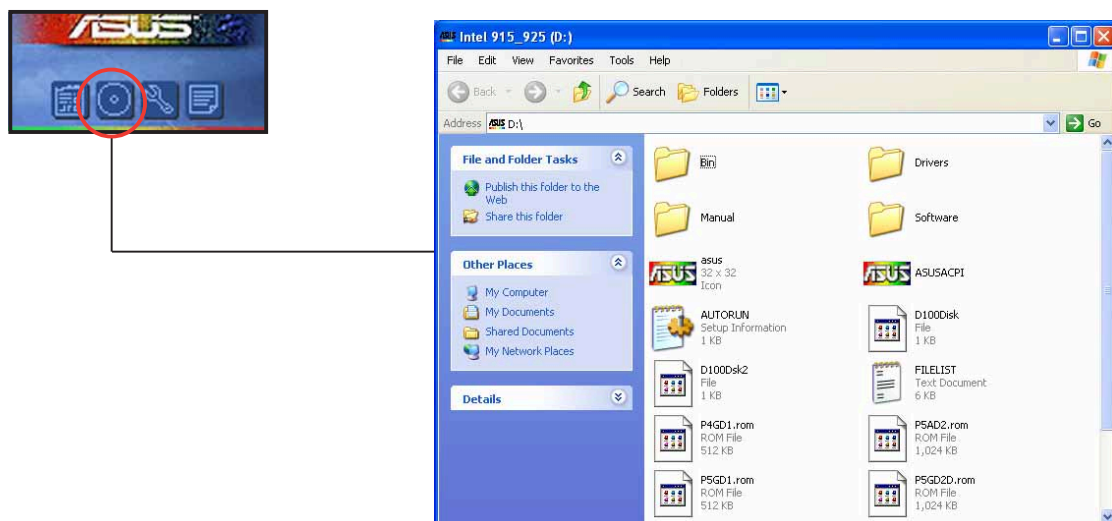 ASUS
Intel 915_925 (D:)
File Edit View Favorites Tools Help
Back Search Folders
Address D:\ Go
File and Folder Tasks
Publish this folder to the
Web
Share this folder
Other Places
My Computer
My Documents
Shared Documents
My Network Places
Details
Bin
Drivers
Manual
Software
ASUS
asus
32 x 32
Icon
ASUS
ASUSACPI
AUTORUN
Setup Information
1 KB
D100Disk
File
1 KB
D100Dsk2
File
1 KB
FILELIST
Text Document
6 KB
P4GD1.rom
ROM File
512 KB
P5AD2.rom
ROM File
1,024 KB
P5GD1.rom
ROM File
512 KB
P5GD2D.rom
ROM File
1,024 KB